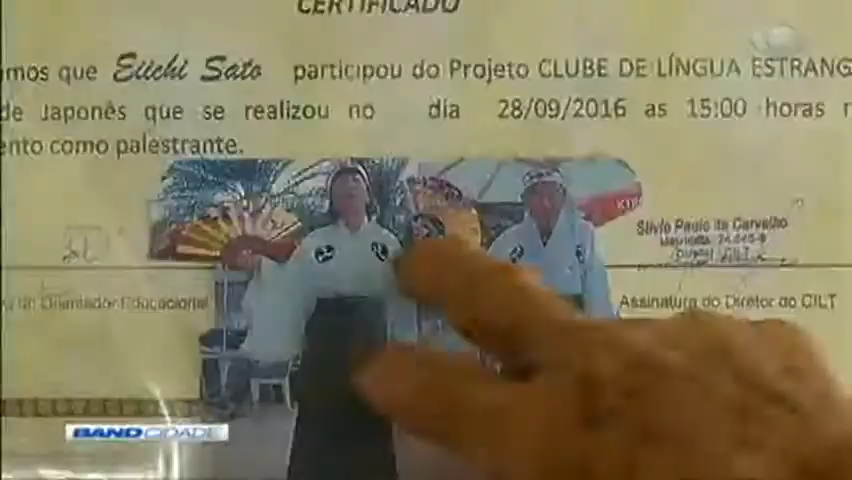 CERTIFICADO
mos que Eiichi Sato participou do Projeto CLUBE DE LÍNGUA ESTRANG
de Japonês que se realizou no dia 28/09/2016 as 15:00 horas
ento como palestrante.
Silvio Paulo de Carvalho
Orientador Educacional
Assinatura do Diretor do CILT
BAND CIDADE